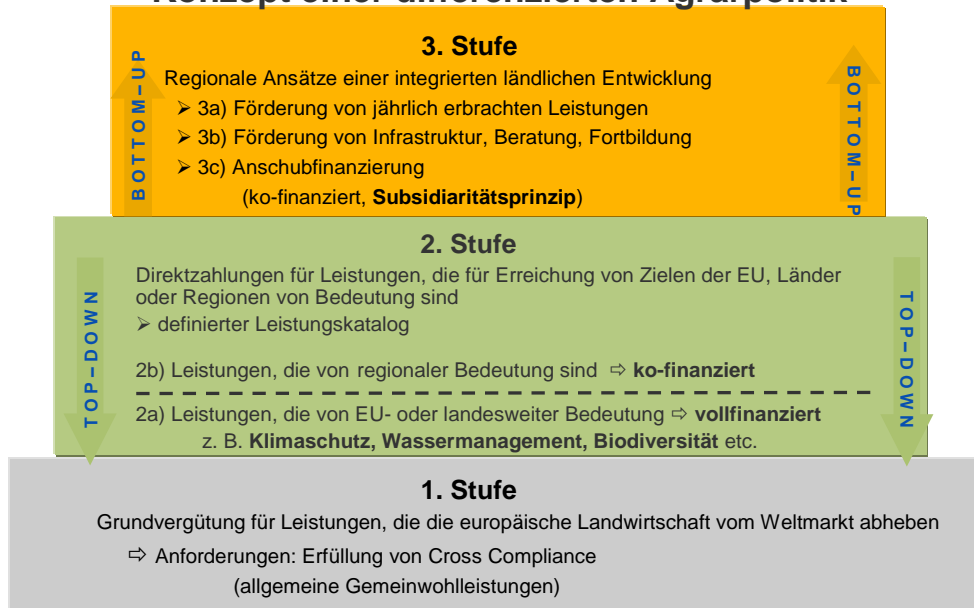 Konzept einer differenzierten Agrarpolitik
3. Stufe
Regionale Ansätze einer integrierten ländlichen Entwicklung
➢ 3a) Förderung von jährlich erbrachten Leistungen
➢ 3b) Förderung von Infrastruktur, Beratung, Fortbildung
➢ 3c) Anschubfinanzierung
(ko-finanziert, Subsidiaritätsprinzip)
BOTTOM–UP
BOTTOM–UP
2. Stufe
Direktzahlungen für Leistungen, die für Erreichung von Zielen der EU, Länder
oder Regionen von Bedeutung sind
➢ definierter Leistungskatalog
2b) Leistungen, die von regionaler Bedeutung sind ⇨ ko-finanziert
2a) Leistungen, die von EU- oder landesweiter Bedeutung ⇨ vollfinanziert
z. B. Klimaschutz, Wassermanagement, Biodiversität etc.
TOP–DOWN
TOP–DOWN
1. Stufe
Grundvergütung für Leistungen, die die europäische Landwirtschaft vom Weltmarkt abheben
⇨ Anforderungen: Erfüllung von Cross Compliance
(allgemeine Gemeinwohlleistungen)